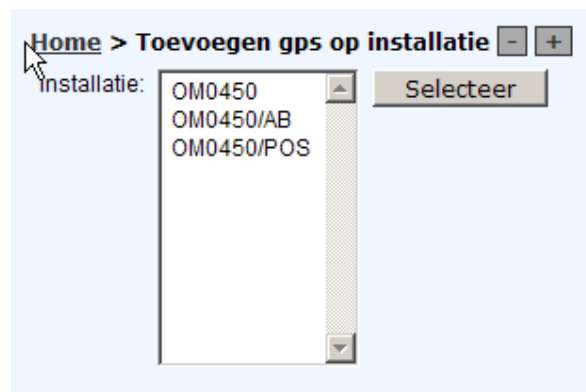 Home > Toevoegen gps op installatie - +
Installatie:
OM0450
OM0450/AB
OM0450/POS
Selecteer